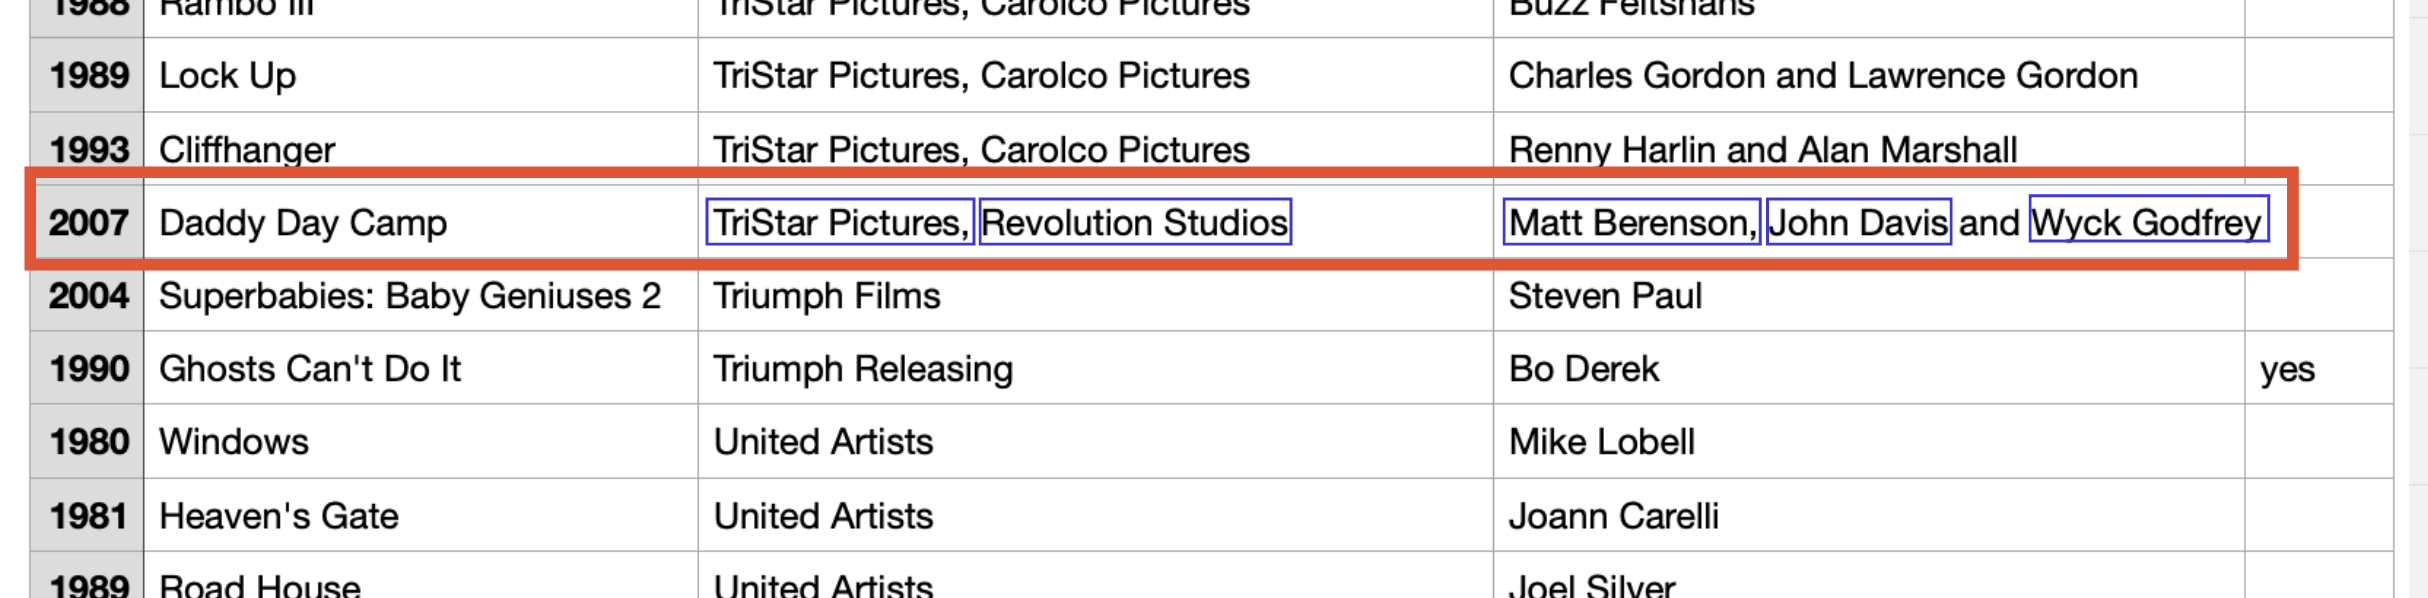 1988 Rambo III TriStar Pictures, Carolco Pictures Buzz Feitshans
1989 Lock Up TriStar Pictures, Carolco Pictures Charles Gordon and Lawrence Gordon
1993 Cliffhanger TriStar Pictures, Carolco Pictures Renny Harlin and Alan Marshall
2007 Daddy Day Camp TriStar Pictures, Revolution Studios Matt Berenson, John Davis and Wyck Godfrey
2004 Superbabies: Baby Geniuses 2 Triumph Films Steven Paul
1990 Ghosts Can't Do It Triumph Releasing Bo Derek yes
1980 Windows United Artists Mike Lobell
1981 Heaven's Gate United Artists Joann Carelli
1989 Road House United Artists Joel Silver